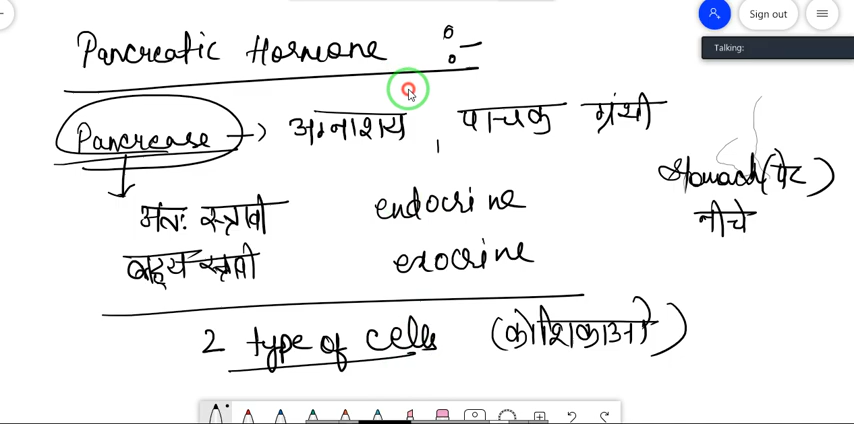 Sign out
Talking:
Pancreatic Hormone :-
Pancrease → अग्नाशय, पाचक ग्रंथी
Stomach (पेट)
नीचे
अंतः स्त्रावी endocrine
बाह्य स्त्रावी exocrine
2 type of cells (कोशिकाओ)